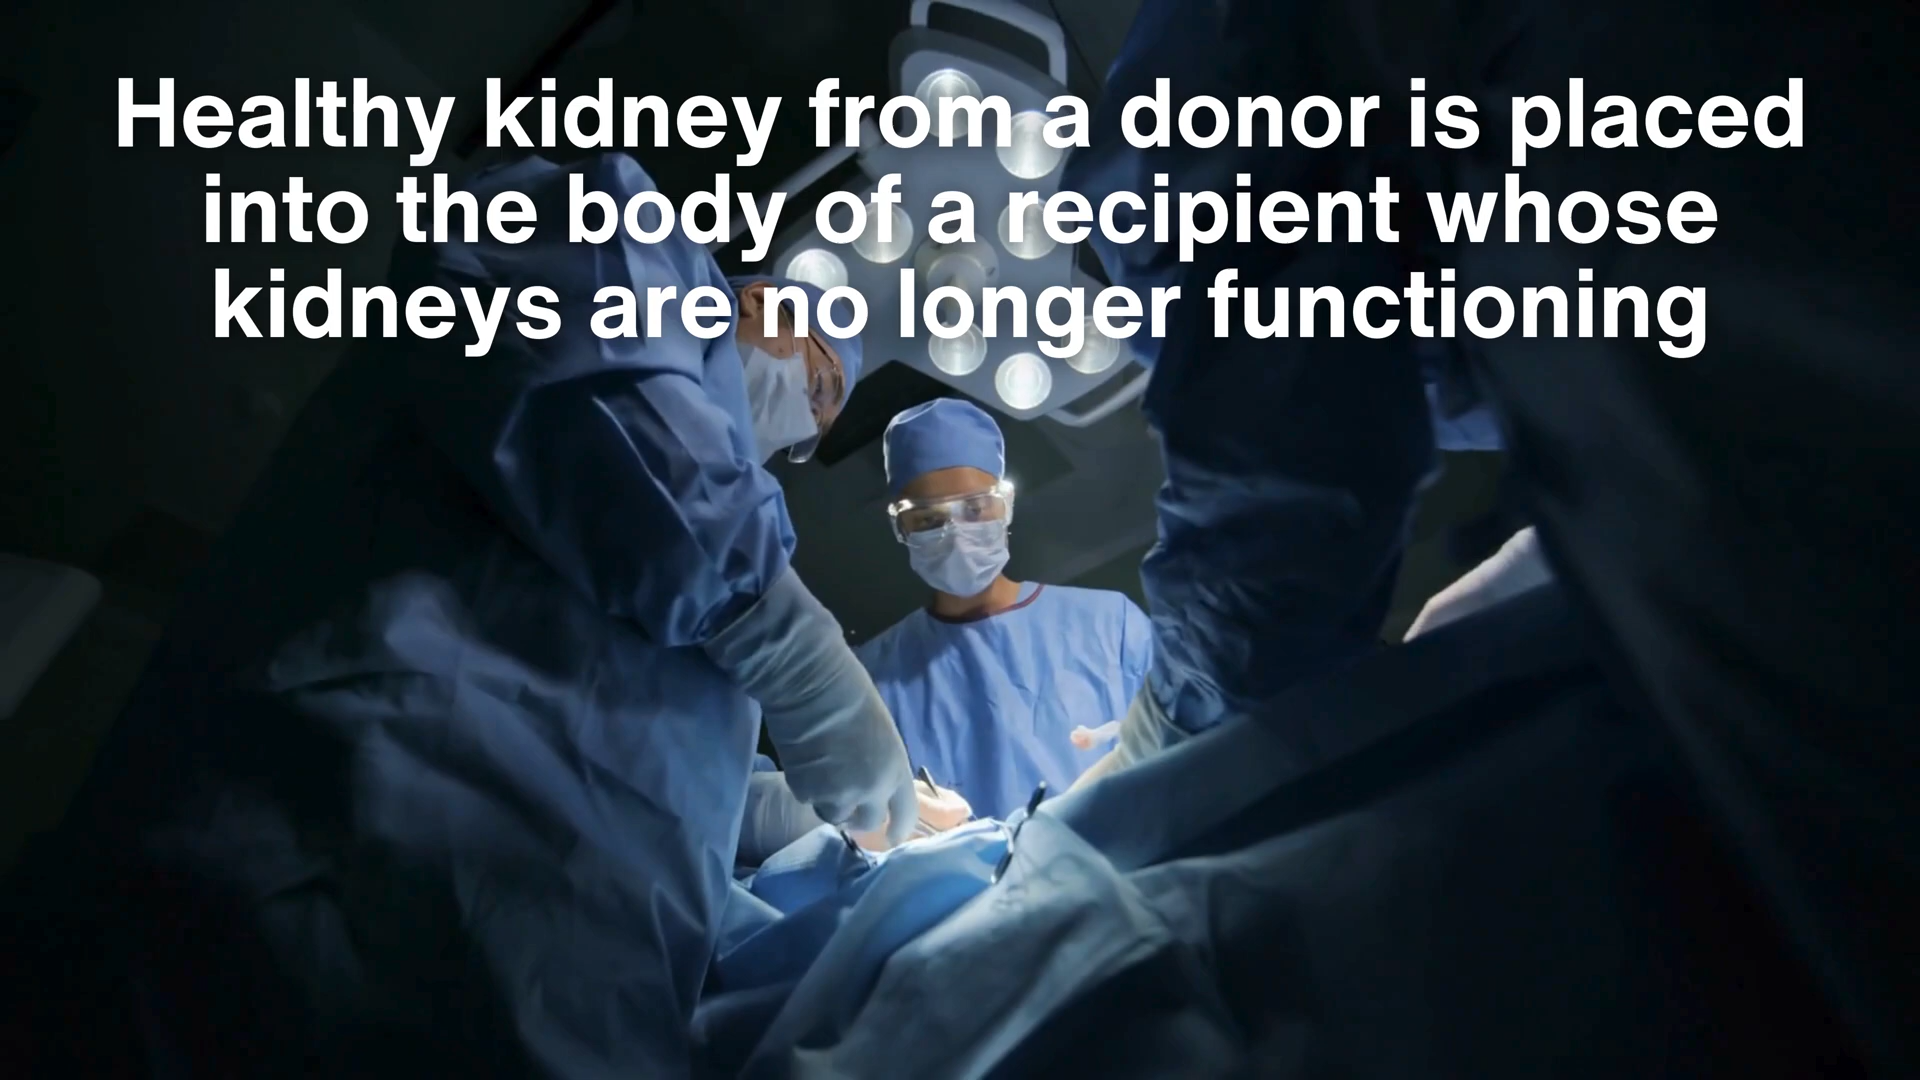 Healthy kidney from a donor is placed
into the body of a recipient whose
kidneys are no longer functioning